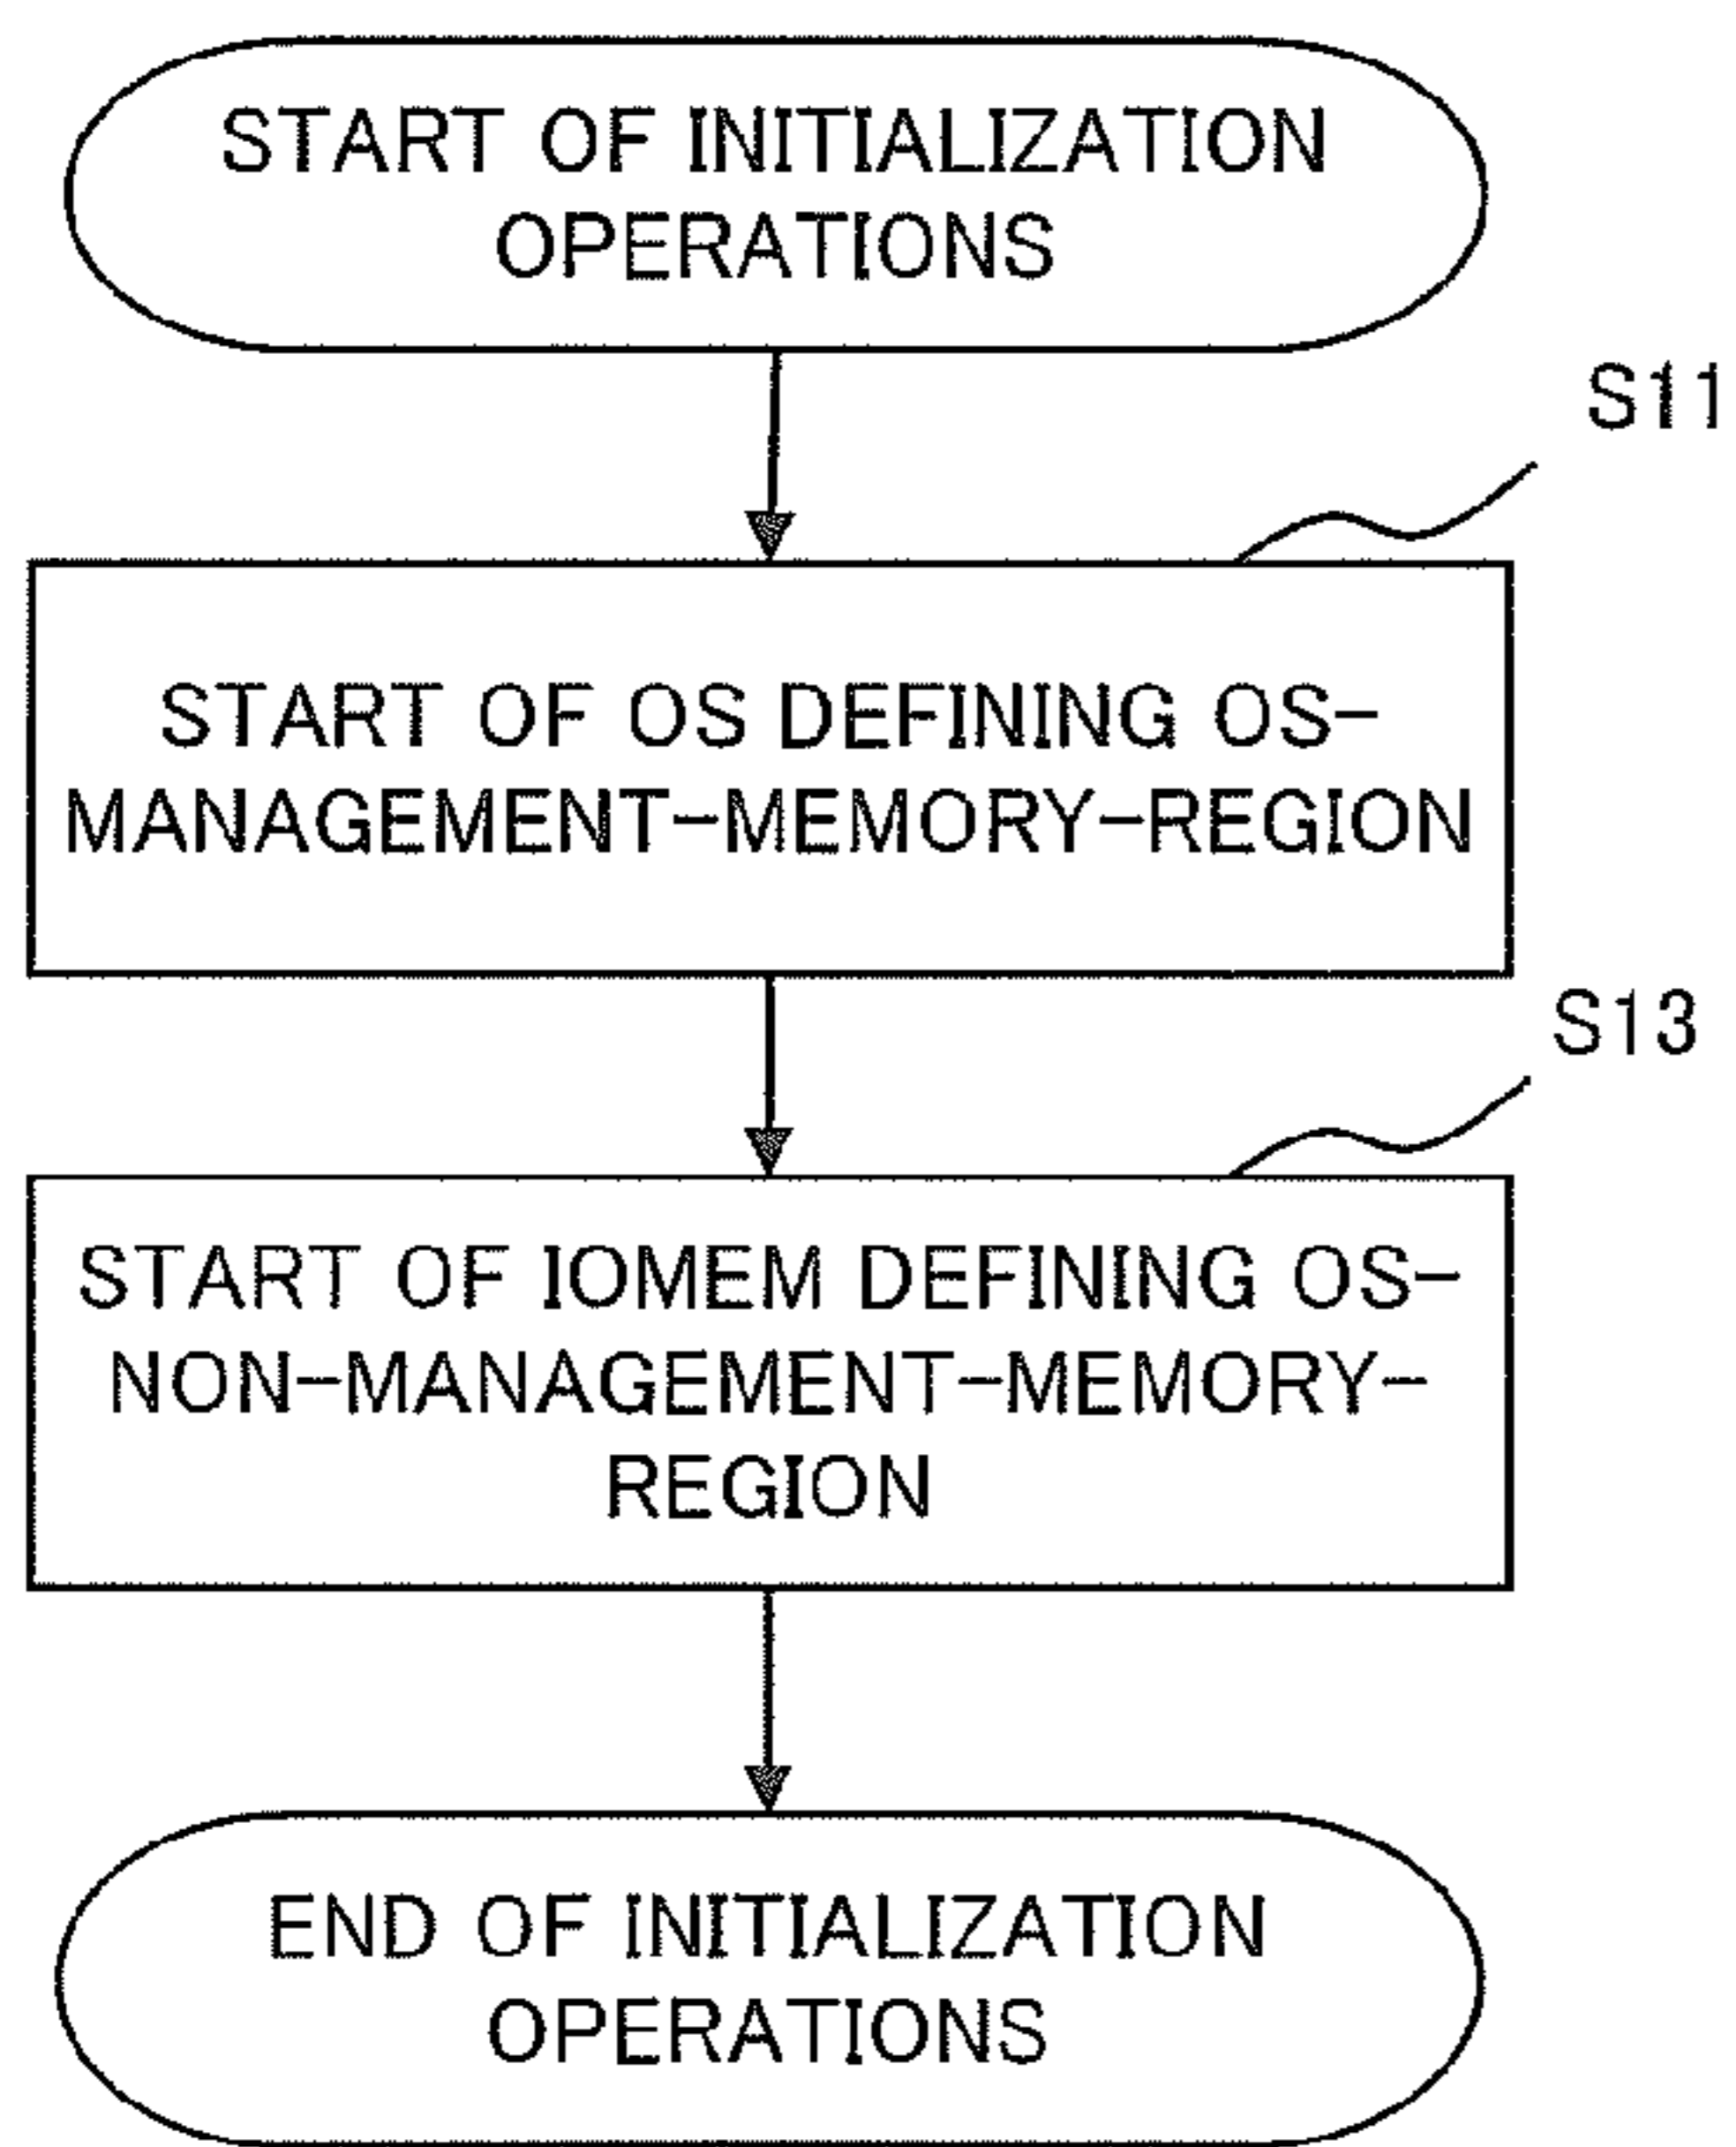 START OF INITIALIZATION
OPERATIONS
S11
START OF OS DEFINING OS-
MANAGEMENT-MEMORY-REGION
S13
START OF IOMEM DEFINING OS-
NON-MANAGEMENT-MEMORY-
REGION
END OF INITIALIZATION
OPERATIONS